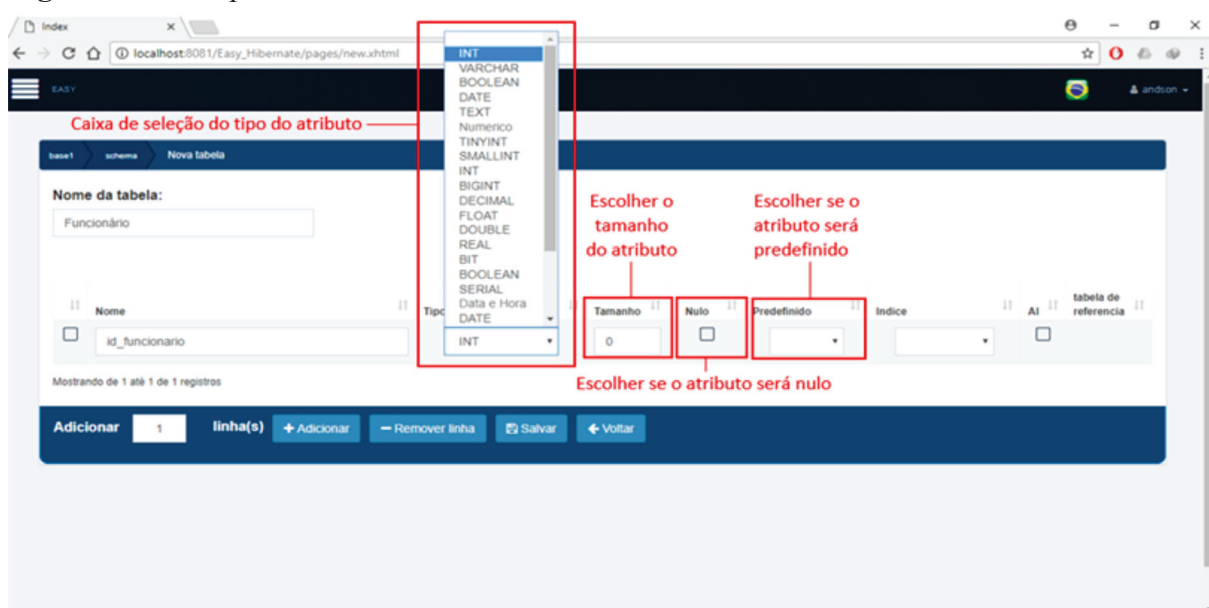 Index
localhost:8081/Easy_Hibernate/pages/new.xhtml
EASY
andson
Caixa de seleção do tipo do atributo
base1
schema
Nova tabela
Nome da tabela:
Funcionário
INT
VARCHAR
BOOLEAN
DATE
TEXT
Numerico
TINYINT
SMALLINT
INT
BIGINT
DECIMAL
FLOAT
DOUBLE
REAL
BIT
BOOLEAN
SERIAL
Data e Hora
DATE
Escolher o
tamanho
do atributo
Escolher se o
atributo será
predefinido
Nome
Tamanho
Nulo
Predefinido
Indice
AI
tabela de
referencia
id_funcionario
INT
0
Mostrando de 1 até 1 de 1 registros
Escolher se o atributo será nulo
Adicionar 1 linha(s) + Adicionar − Remover linha Salvar Voltar